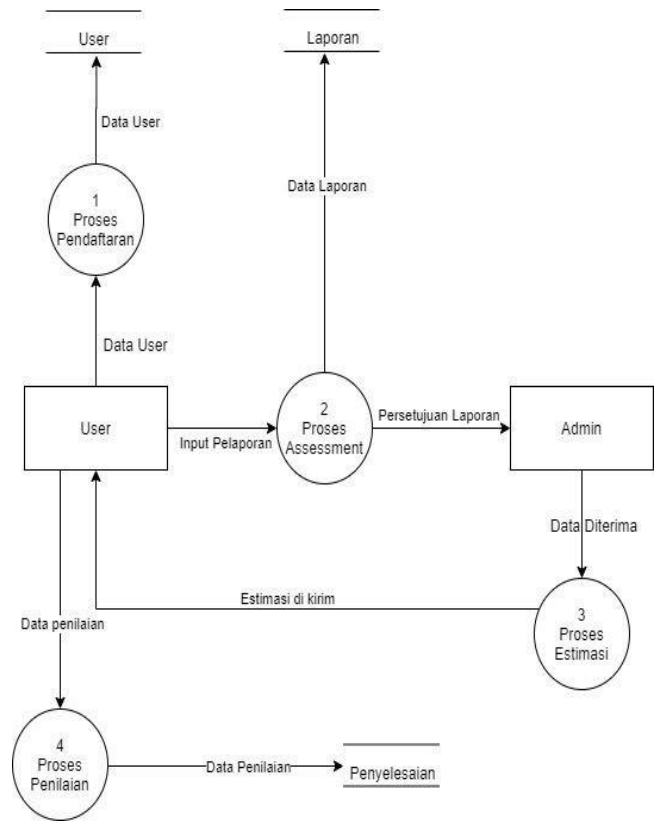 User
Laporan
Data User
Data Laporan
1
Proses
Pendaftaran
Data User
User
Input Pelaporan
2
Proses
Assessment
Persetujuan Laporan
Admin
Data Diterima
Estimasi di kirim
3
Proses
Estimasi
Data penilaian
4
Proses
Penilaian
Data Penilaian
Penyelesaian